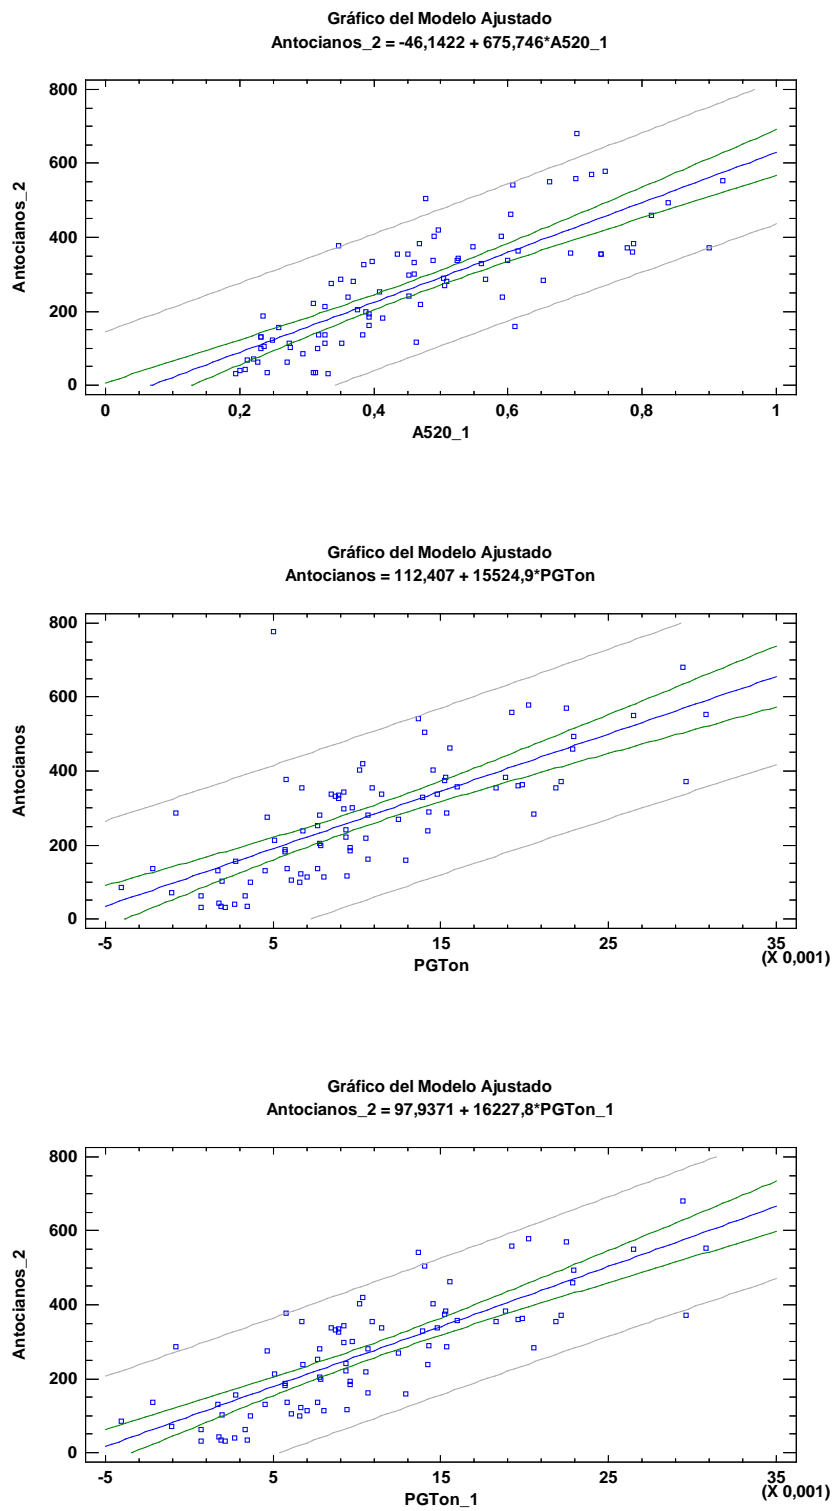 Gráfico del Modelo Ajustado
Antocianos_2 = -46,1422 + 675,746*A520_1
800
600
400
200
0
Antocianos_2
0 0,2 0,4 0,6 0,8 1
A520_1
Gráfico del Modelo Ajustado
Antocianos = 112,407 + 15524,9*PGTon
800
600
400
200
0
Antocianos
-5 5 15 25 35
(X 0,001)
PGTon
Gráfico del Modelo Ajustado
Antocianos_2 = 97,9371 + 16227,8*PGTon_1
800
600
400
200
0
Antocianos_2
-5 5 15 25 35
(X 0,001)
PGTon_1